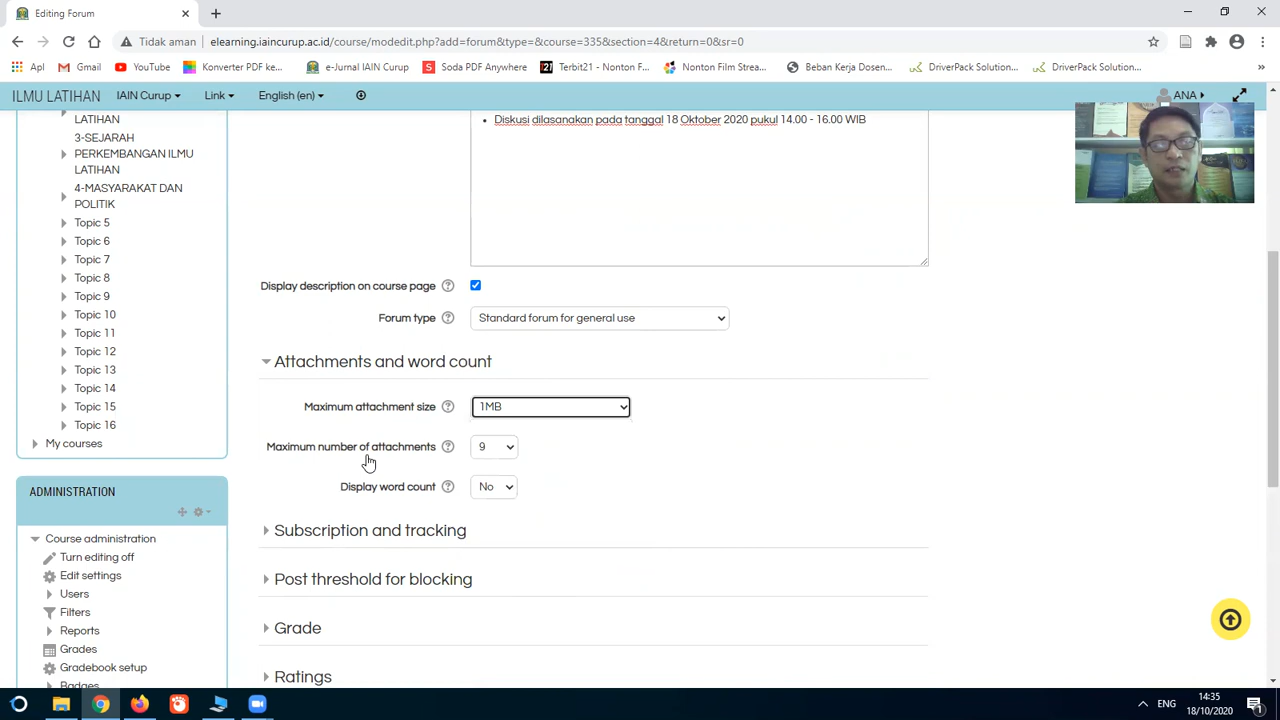 Editing Forum
Tidak aman
elearning.iaincurup.ac.id/course/modedit.php?add=forum&type=&course=335&section=4&return=0&sr=0
Apl
Gmail
YouTube
Konverter PDF ke...
e-Jurnal IAIN Curup
Soda PDF Anywhere
Terbit21 - Nonton F...
Nonton Film Strea...
Beban Kerja Dosen...
DriverPack Solution...
DriverPack Solution...
ILMU LATIHAN
IAIN Curup
Link
English (en)
ANA
LATIHAN
3-SEJARAH
PERKEMBANGAN ILMU
LATIHAN
4-MASYARAKAT DAN
POLITIK
Topic 5
Topic 6
Topic 7
Topic 8
Topic 9
Topic 10
Topic 11
Topic 12
Topic 13
Topic 14
Topic 15
Topic 16
My courses
ADMINISTRATION
Course administration
Turn editing off
Edit settings
Users
Filters
Reports
Grades
Gradebook setup
Badges
Diskusi dilasanakan pada tanggal 18 Oktober 2020 pukul 14.00 - 16.00 WIB
Display description on course page
Forum type
Standard forum for general use
Attachments and word count
Maximum attachment size
1MB
Maximum number of attachments
9
Display word count
No
Subscription and tracking
Post threshold for blocking
Grade
Ratings
ENG
14:35
18/10/2020
1